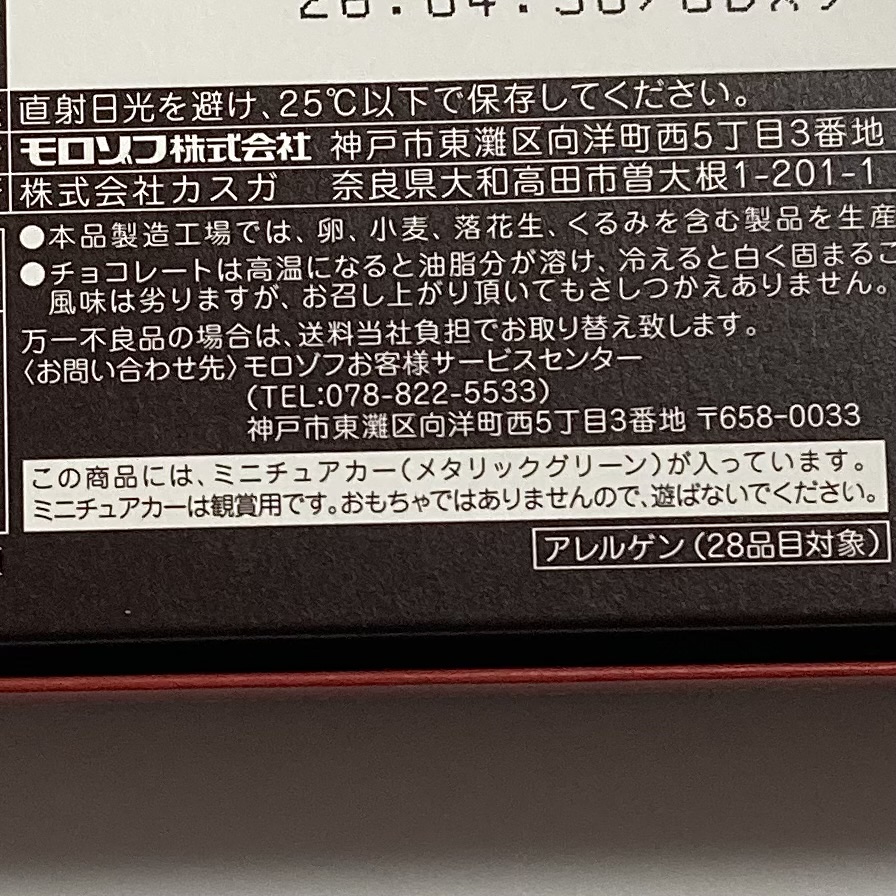 直射日光を避け、25℃以下で保存してください。
モロゾフ株式会社 神戸市東灘区向洋町西5丁目3番地
株式会社カスガ 奈良県大和高田市曽大根1-201-1
●本品製造工場では、卵、小麦、落花生、くるみを含む製品を生産
●チョコレートは高温になると油脂分が溶け、冷えると白く固まるこ
風味は劣りますが、お召し上がり頂いてもさしつかえありません。
万一不良品の場合は、送料当社負担でお取り替え致します。
〈お問い合わせ先〉モロゾフお客様サービスセンター
(TEL:078-822-5533)
神戸市東灘区向洋町西5丁目3番地 〒658-0033
この商品には、ミニチュアカー(メタリックグリーン)が入っています。
ミニチュアカーは観賞用です。おもちゃではありませんので、遊ばないでください。
アレルゲン(28品目対象)